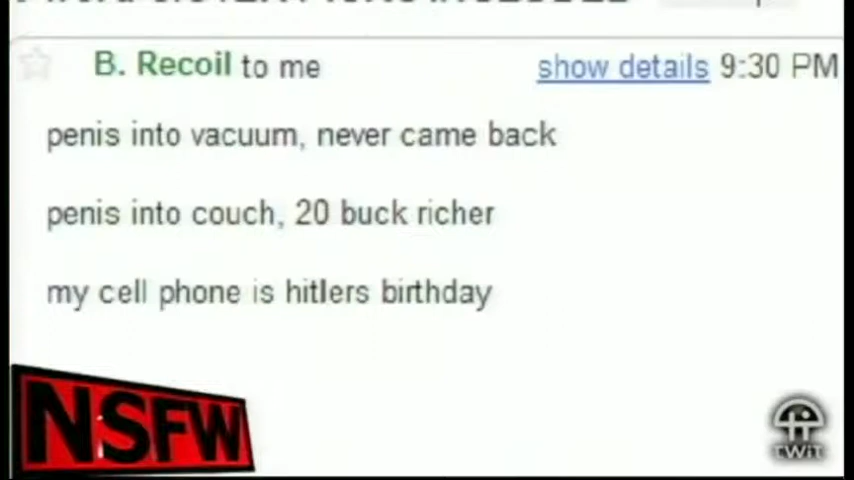 B. Recoil to me show details 9:30 PM
penis into vacuum, never came back
penis into couch, 20 buck richer
my cell phone is hitlers birthday
NSFW
TWiT